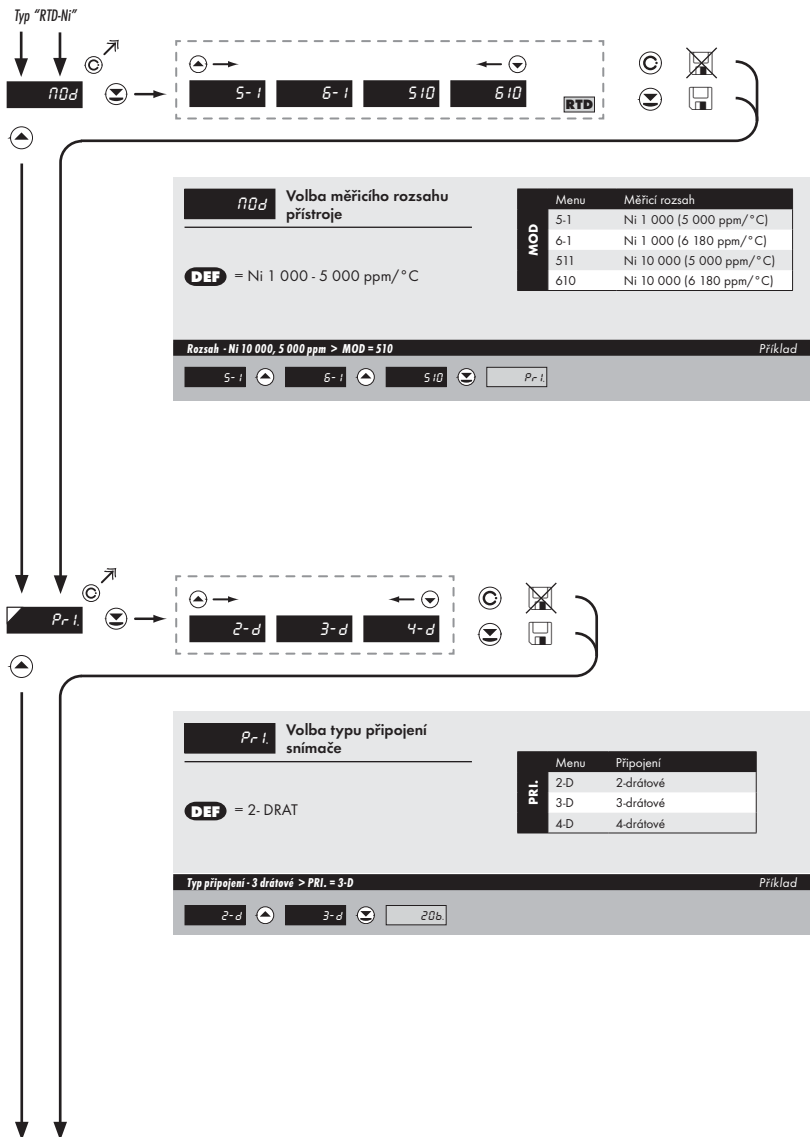 Typ “RTD-Ni”
MOd
5-1 6-1 510 610
RTD
MOd Volba měřicího rozsahu
přístroje
DEF = Ni 1 000 - 5 000 ppm/°C
MOD
Menu Měřicí rozsah
5-1 Ni 1 000 (5 000 ppm/°C)
6-1 Ni 1 000 (6 180 ppm/°C)
511 Ni 10 000 (5 000 ppm/°C)
610 Ni 10 000 (6 180 ppm/°C)
Rozsah - Ni 10 000, 5 000 ppm > MOD = 510 Příklad
5-1 6-1 510 Pr1.
Pr1.
2-d 3-d 4-d
Pr1. Volba typu připojení
snímače
DEF = 2- DRAT
PRI.
Menu Připojení
2-D 2-drátové
3-D 3-drátové
4-D 4-drátové
Typ připojení - 3 drátové > PRI. = 3-D Příklad
2-d 3-d 20b.